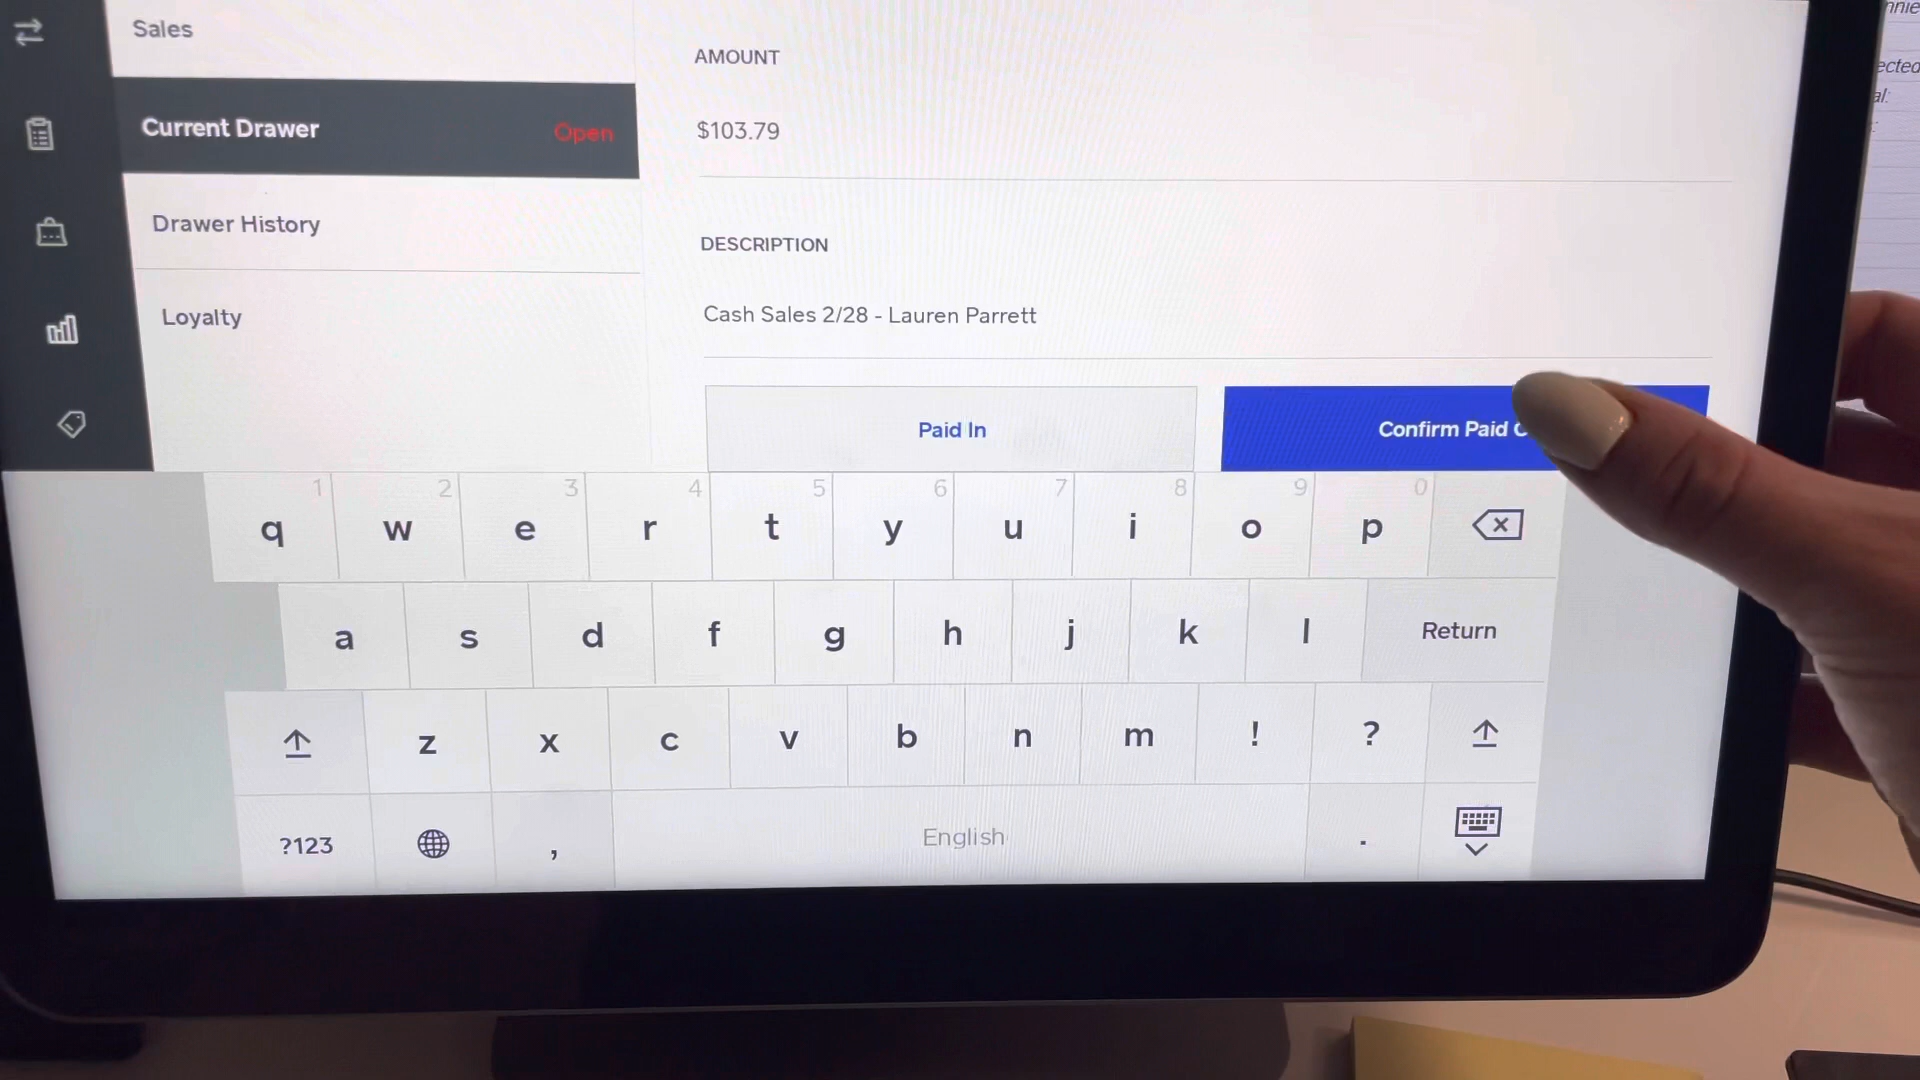 Sales
AMOUNT
Current Drawer Open
$103.79
Drawer History
DESCRIPTION
Loyalty
Cash Sales 2/28 - Lauren Parrett
Paid In
Confirm Paid
1 2 3 4 5 6 7 8 9 0
q w e r t y u i o p
a s d f g h j k l Return
z x c v b n m ! ?
?123 , English .